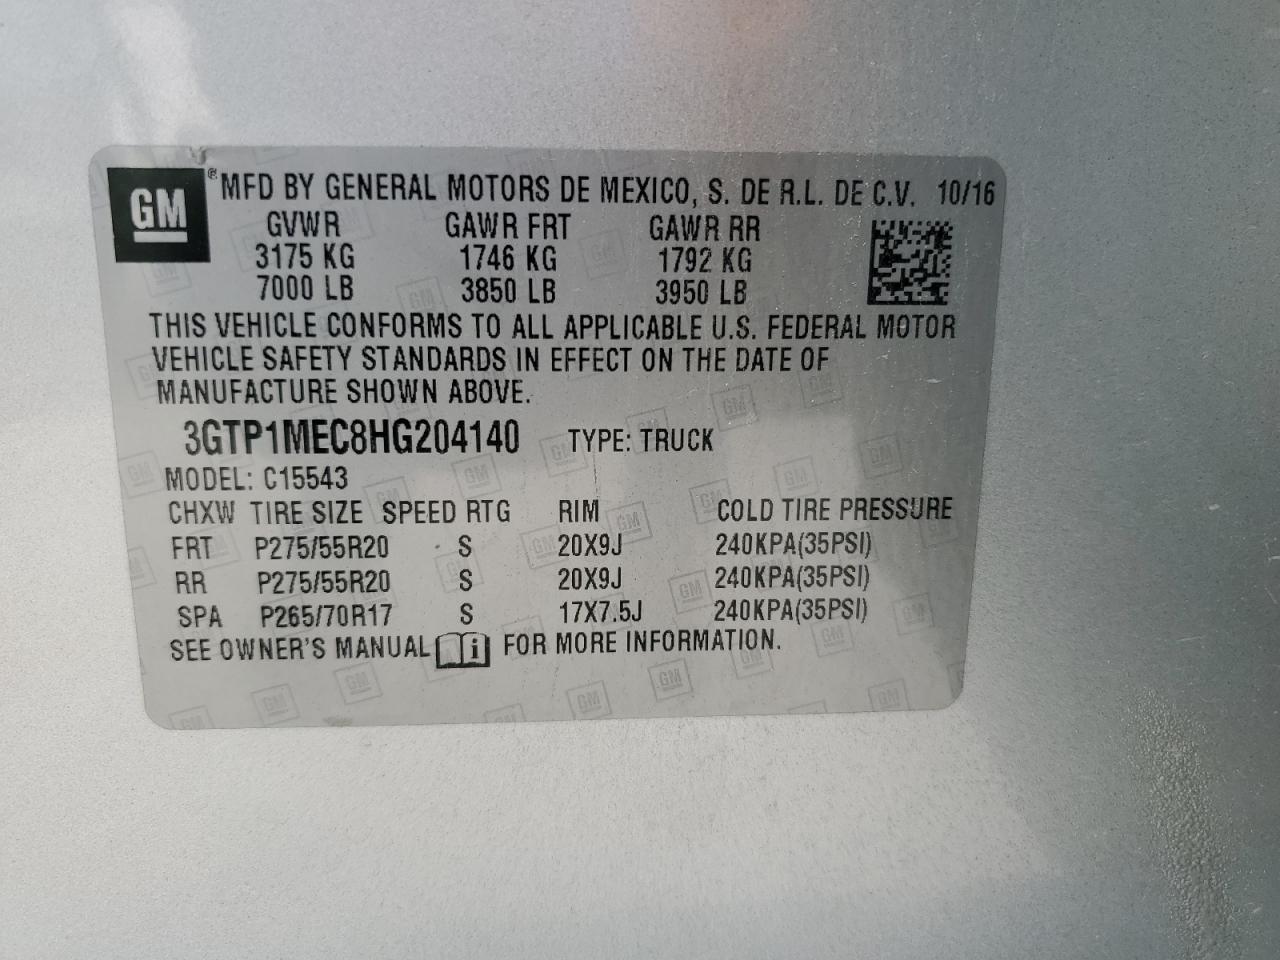 GM ® MFD BY GENERAL MOTORS DE MEXICO, S. DE R.L. DE C.V. 10/16
GVWR GAWR FRT GAWR RR
3175 KG 1746 KG 1792 KG
7000 LB 3850 LB 3950 LB
THIS VEHICLE CONFORMS TO ALL APPLICABLE U.S. FEDERAL MOTOR
VEHICLE SAFETY STANDARDS IN EFFECT ON THE DATE OF
MANUFACTURE SHOWN ABOVE.
3GTP1MEC8HG204140 TYPE: TRUCK
MODEL: C15543
CHXW TIRE SIZE SPEED RTG RIM COLD TIRE PRESSURE
FRT P275/55R20 S 20X9J 240KPA(35PSI)
RR P275/55R20 S 20X9J 240KPA(35PSI)
SPA P265/70R17 S 17X7.5J 240KPA(35PSI)
SEE OWNER'S MANUAL i FOR MORE INFORMATION.